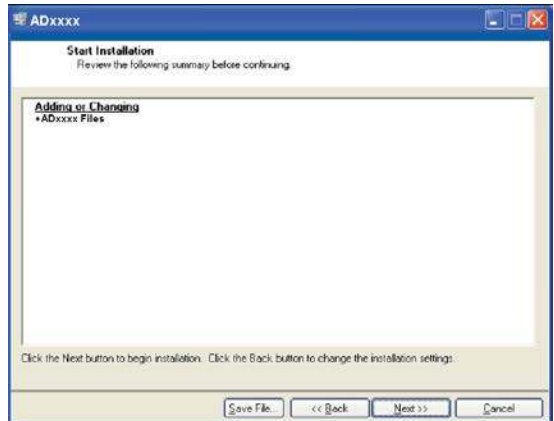 ADxxxx
Start Installation
Review the following summary before continuing.
Adding or Changing
•ADxxxx Files
Click the Next button to begin installation. Click the Back button to change the installation settings.
Save File... << Back Next >> Cancel